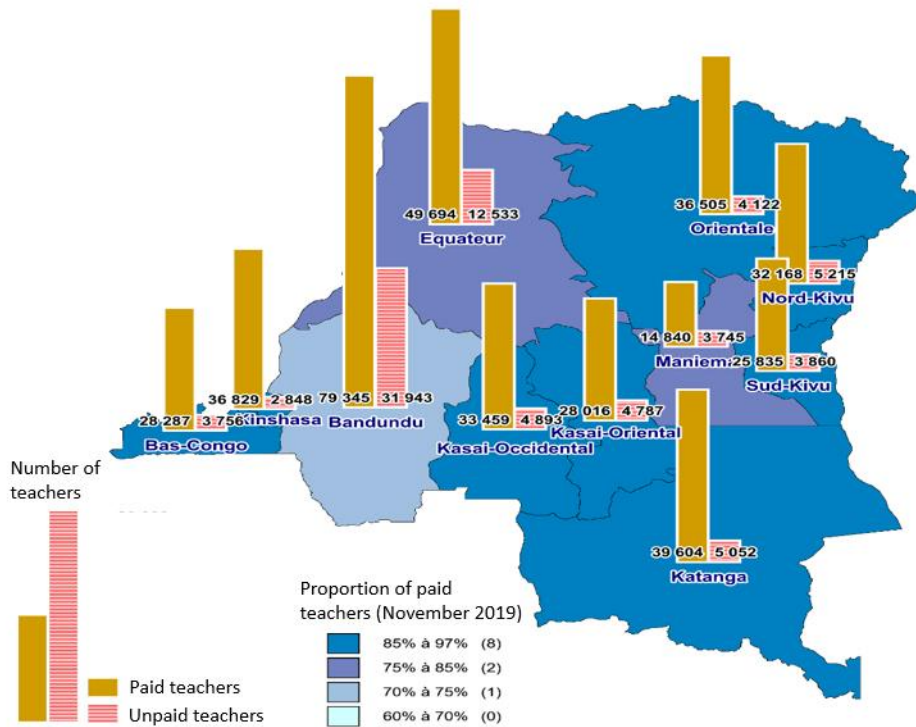 49 694 12 533
Equateur
36 505 4 122
Orientale
32 168 5 215
Nord-Kivu
14 840 3 745
Maniema
25 835 3 860
Sud-Kivu
36 829 2 848
Kinshasa
28 287 3 756
Bas-Congo
79 345 31 943
Bandundu
33 459 4 893
Kasai-Occidental
28 016 4 787
Kasai-Oriental
39 604 5 052
Katanga
Number of
teachers
Paid teachers
Unpaid teachers
Proportion of paid
teachers (November 2019)
85% à 97% (8)
75% à 85% (2)
70% à 75% (1)
60% à 70% (0)